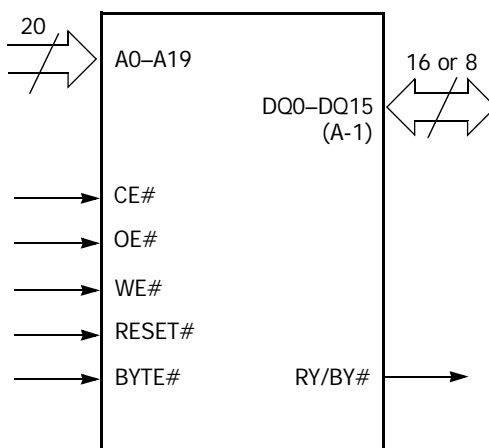 20
A0–A19
16 or 8
DQ0–DQ15
(A-1)
CE#
OE#
WE#
RESET#
BYTE#
RY/BY#